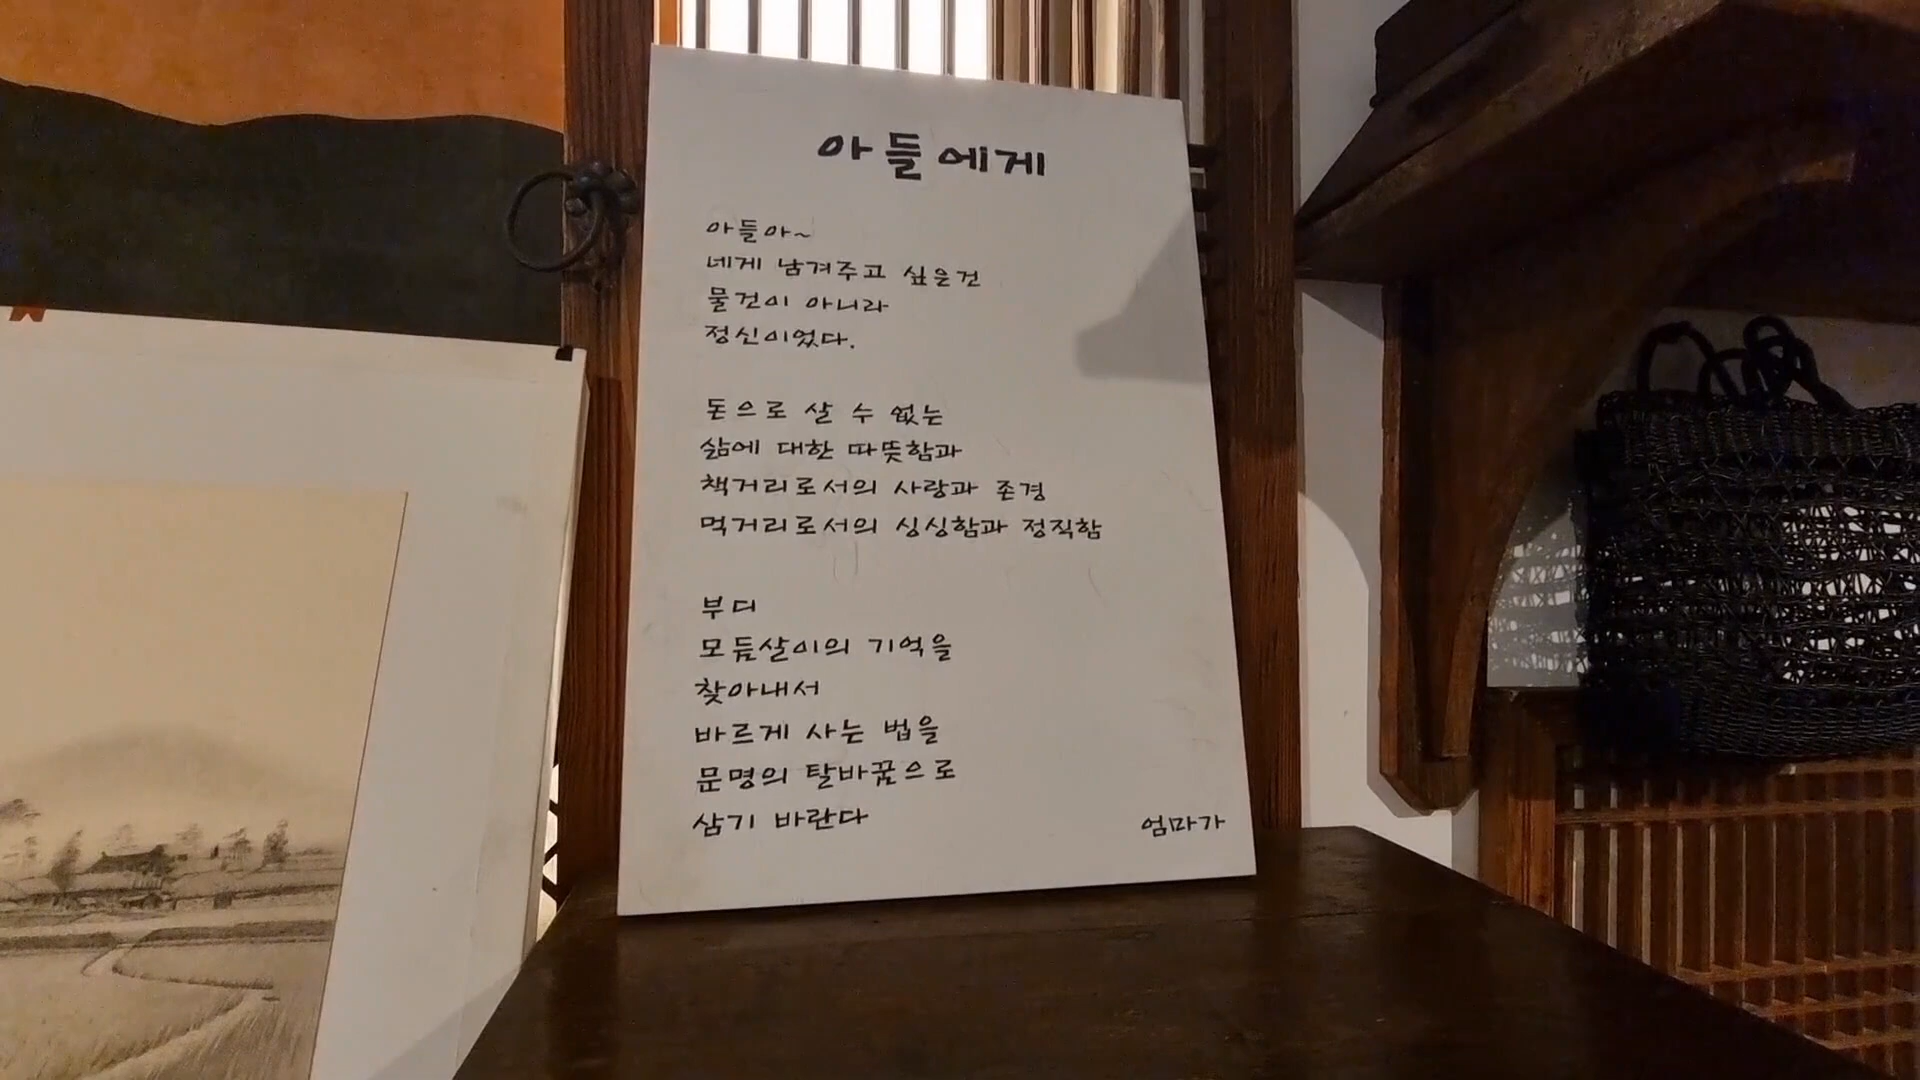 아들에게
아들아~
네게 남겨주고 싶은건
물건이 아니라
정신이었다.
돈으로 살 수 없는
삶에 대한 따뜻함과
책거리로서의 사랑과 존경
먹거리로서의 싱싱함과 정직함
부디
모듬살이의 기억을
찾아내서
바르게 사는 법을
문명의 탈바꿈으로
삼기 바란다
엄마가